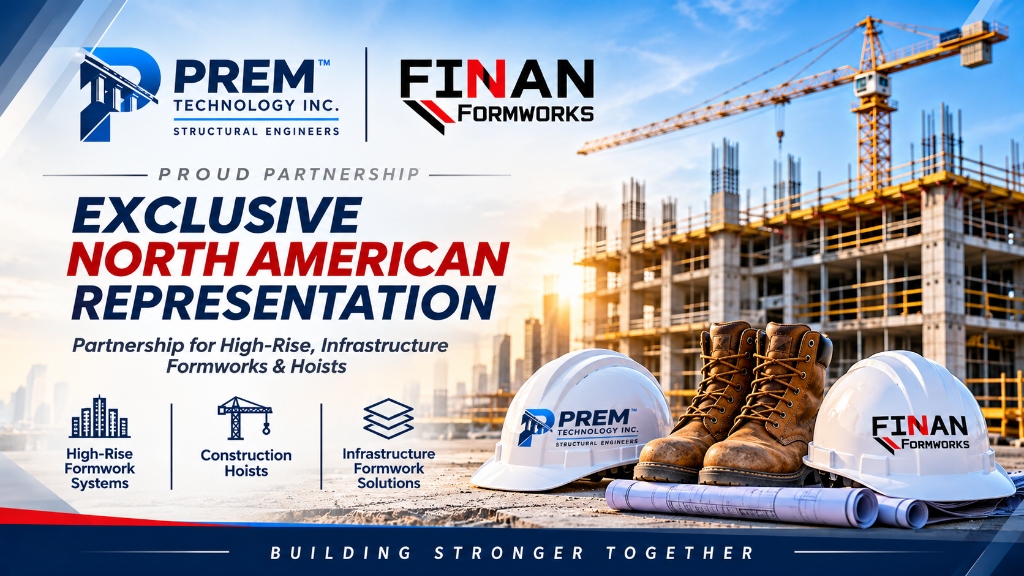 PREM™
TECHNOLOGY INC.
STRUCTURAL ENGINEERS
FINAN
FORMWORKS
PROUD PARTNERSHIP
EXCLUSIVE
NORTH AMERICAN
REPRESENTATION
Partnership for High-Rise, Infrastructure
Formworks & Hoists
High-Rise
Formwork
Systems
Construction
Hoists
Infrastructure
Formwork
Solutions
PREM™
TECHNOLOGY INC.
STRUCTURAL ENGINEERS
FINAN
FORMWORKS
BUILDING STRONGER TOGETHER